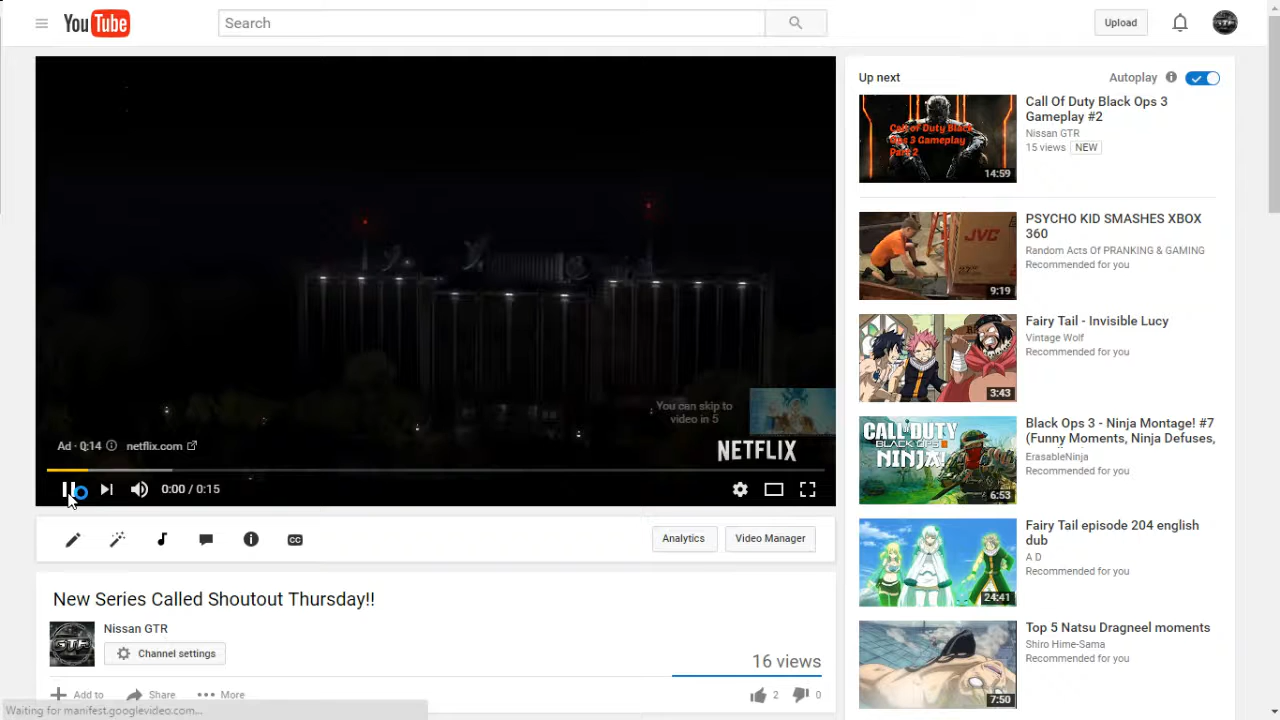 YouTube
Search
Upload
Up next
Autoplay
Call of Duty Black
Ops 3 Gameplay
Part 2
14:59
Call Of Duty Black Ops 3
Gameplay #2
Nissan GTR
15 views NEW
JVC
9:19
PSYCHO KID SMASHES XBOX
360
Random Acts Of PRANKING & GAMING
Recommended for you
3:43
Fairy Tail - Invisible Lucy
Vintage Wolf
Recommended for you
CALL OF DUTY
NINJA!
6:53
Black Ops 3 - Ninja Montage! #7
(Funny Moments, Ninja Defuses,
ErasableNinja
Recommended for you
24:41
Fairy Tail episode 204 english
dub
A D
Recommended for you
7:50
Top 5 Natsu Dragneel moments
Shiro Hime-Sama
Recommended for you
You can skip to
video in 5
Ad · 0:14 netflix.com
NETFLIX
0:00 / 0:15
CC
Analytics
Video Manager
New Series Called Shoutout Thursday!!
GTR
Nissan GTR
Channel settings
16 views
Add to Share More
2 0
Waiting for manifest.googlevideo.com...